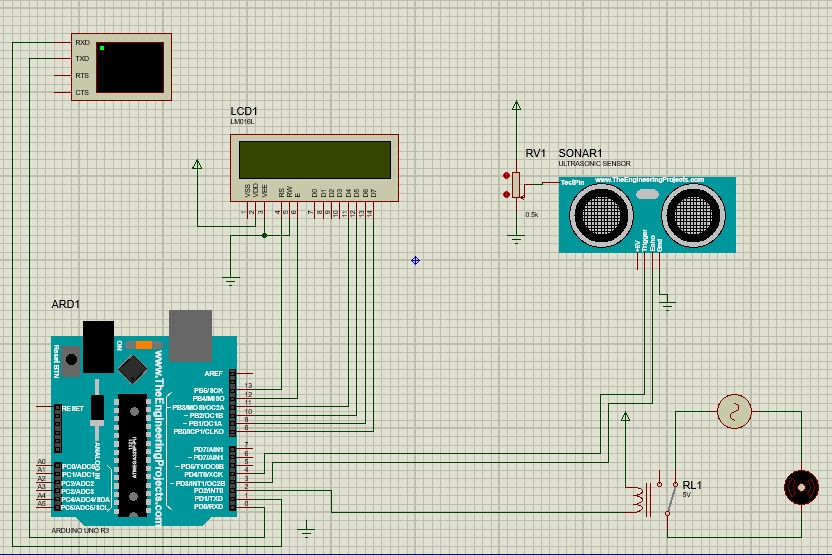 RXD
TXD
RTS
CTS
LCD1
LM016L
VSS
VDD
VEE
RS
RW
E
D0
D1
D2
D3
D4
D5
D6
D7
1
2
3
4
5
6
7
8
9
10
11
12
13
14
RV1
0.5k
SONAR1
ULTRASONIC SENSOR
TestPin
www.TheEngineeringProjects.com
+5V
Trigger
Echo
Gnd
ARD1
Reset BTN
ON
www.TheEngineeringProjects.com
AREF
PB5/SCK
PB4/MISO
~ PB3/MOSI/OC2A
~ PB2/OC1B
~ PB1/OC1A
PB0/ICP1/CLKO
13
12
11
10
9
8
RESET
PD7/AIN1
~ PD6/AIN1
~ PD5/T1/OC0B
PD4/T0/XCK
~ PD3/INT1/OC2B
PD2/INT0
PD1/TXD
PD0/RXD
7
6
5
4
3
2
1
0
ANALOG IN
A0
A1
A2
A3
A4
A5
PC0/ADC0
PC1/ADC1
PC2/ADC2
PC3/ADC3
PC4/ADC4/SDA
PC5/ADC5/SCL
ARDUINO UNO R3
RL1
5V